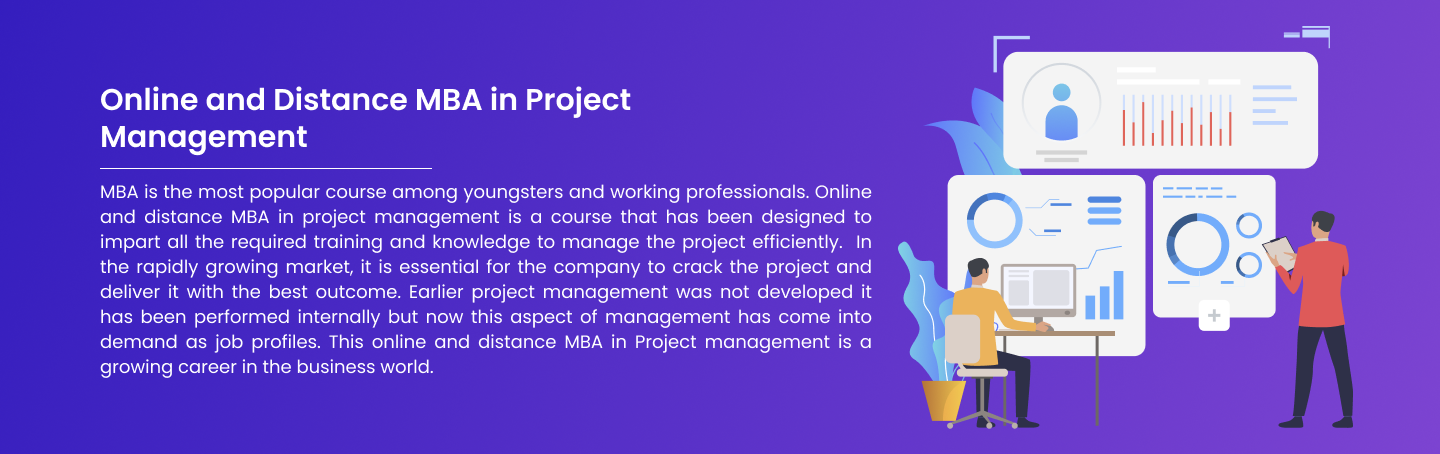 Online and Distance MBA in Project
Management
MBA is the most popular course among youngsters and working professionals. Online
and distance MBA in project management is a course that has been designed to
impart all the required training and knowledge to manage the project efficiently.  In
the rapidly growing market, it is essential for the company to crack the project and
deliver it with the best outcome. Earlier project management was not developed it
has been performed internally but now this aspect of management has come into
demand as job profiles. This online and distance MBA in Project management is a
growing career in the business world.